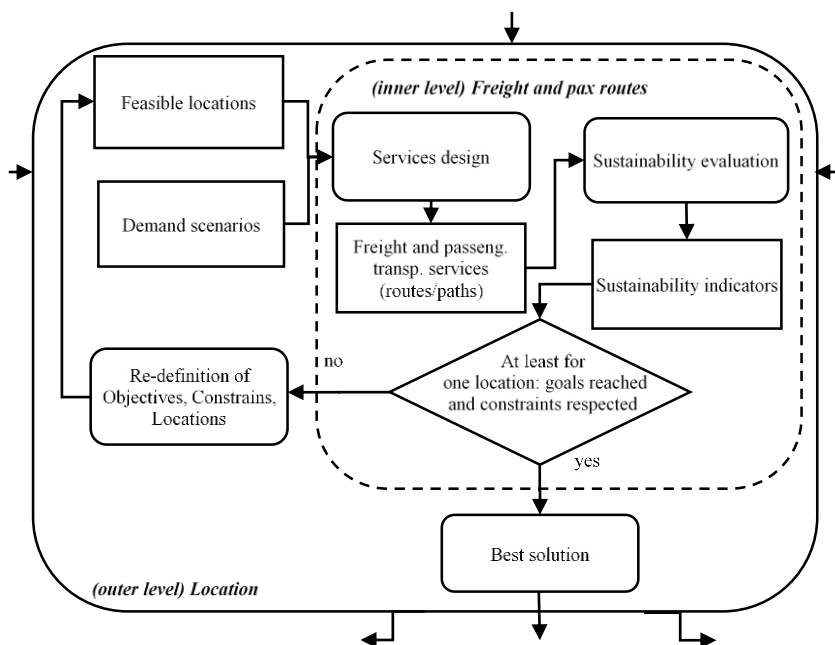 (inner level) Freight and pax routes
Feasible locations
Services design
Sustainability evaluation
Demand scenarios
Freight and passeng.
transp. services
(routes/paths)
Sustainability indicators
At least for
one location: goals reached
and constraints respected
no
Re-definition of
Objectives, Constrains,
Locations
yes
Best solution
(outer level) Location